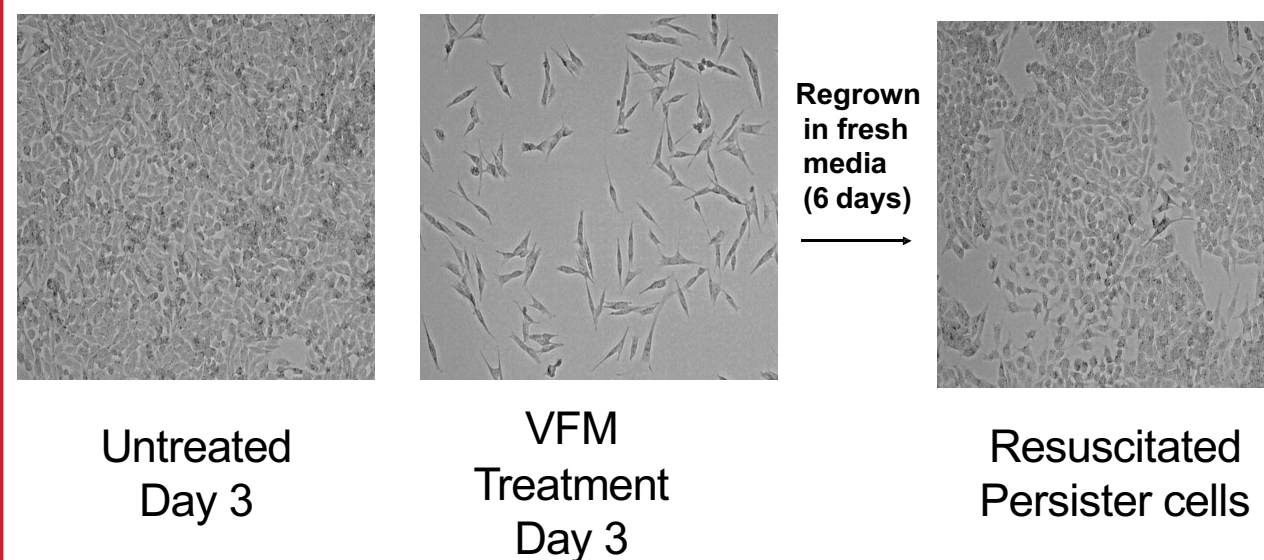 Regrown
in fresh
media
(6 days)
Untreated
Day 3
VFM
Treatment
Day 3
Resuscitated
Persister cells